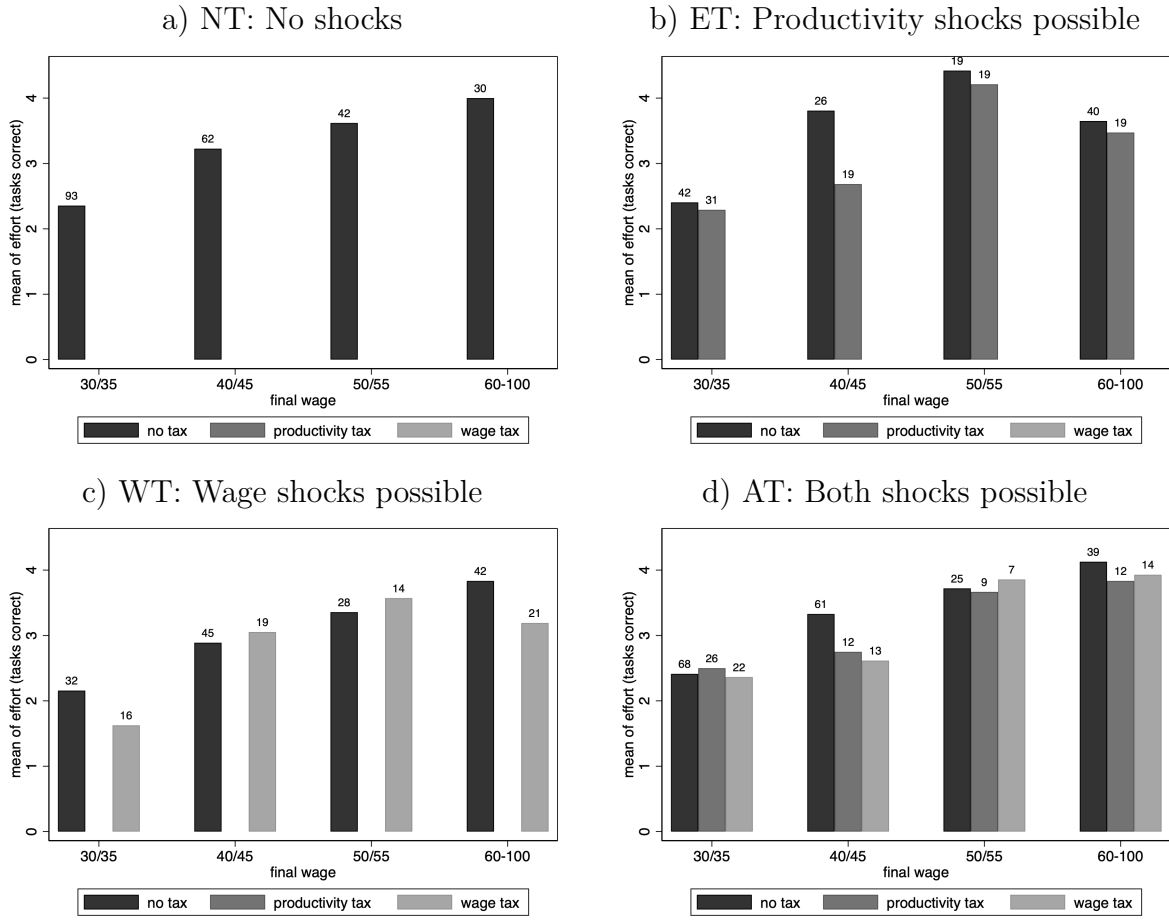 a) NT: No shocks
mean of effort (tasks correct)
4
3
2
1
0
93
62
42
30
30/35 40/45 50/55 60-100
final wage
no tax productivity tax wage tax
b) ET: Productivity shocks possible
mean of effort (tasks correct)
4
3
2
1
0
42 31
26 19
19 19
40 19
30/35 40/45 50/55 60-100
final wage
no tax productivity tax wage tax
c) WT: Wage shocks possible
mean of effort (tasks correct)
4
3
2
1
0
32 16
45 19
28 14
42 21
30/35 40/45 50/55 60-100
final wage
no tax productivity tax wage tax
d) AT: Both shocks possible
mean of effort (tasks correct)
4
3
2
1
0
68 26 22
61 12 13
25 9 7
39 12 14
30/35 40/45 50/55 60-100
final wage
no tax productivity tax wage tax